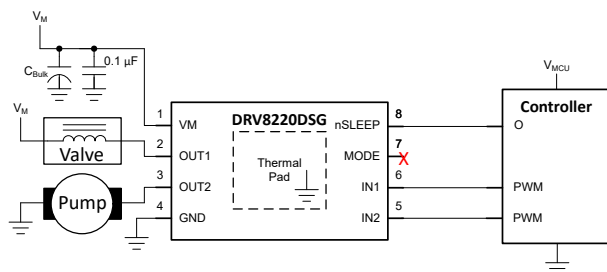 VM
CBulk
0.1 µF
VM
Valve
Pump
1
2
3
4
DRV8220DSG
VM
OUT1
OUT2
GND
Thermal
Pad
nSLEEP
MODE
IN1
IN2
8
7
X
6
5
VMCU
Controller
O
PWM
PWM